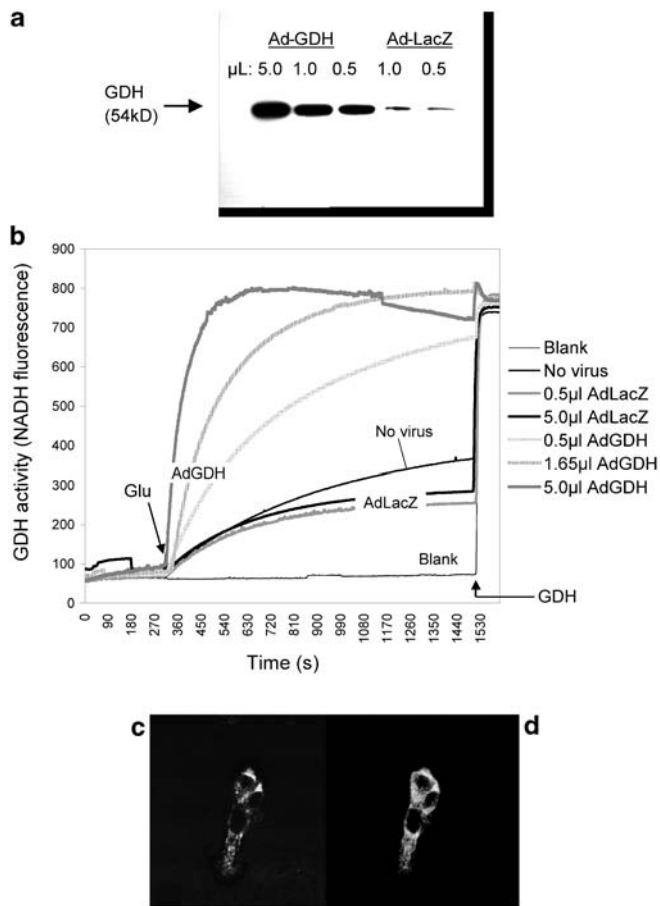 a
Ad-GDH Ad-LacZ
µL: 5.0 1.0 0.5 1.0 0.5
GDH
(54kD)
b
GDH activity (NADH fluorescence)
900
800
700
600
500
400
300
200
100
0
Glu
AdGDH
No virus
AdLacZ
Blank
GDH
0 90 180 270 360 450 540 630 720 810 900 990 1080 1170 1260 1350 1440 1530
Time (s)
Blank
No virus
0.5µl AdLacZ
5.0µl AdLacZ
0.5µl AdGDH
1.65µl AdGDH
5.0µl AdGDH
c d